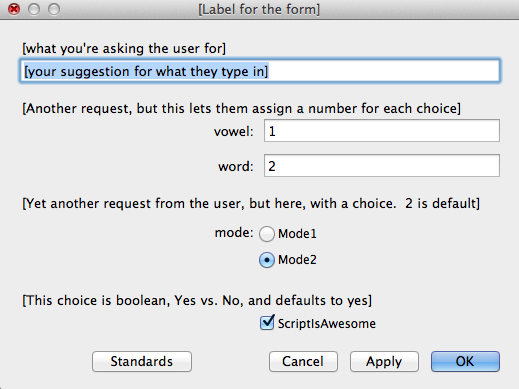 [Label for the form]
[what you're asking the user for]
[your suggestion for what they type in]
[Another request, but this lets them assign a number for each choice]
vowel: 1
word: 2
[Yet another request from the user, but here, with a choice.  2 is default]
mode: Mode1
Mode2
[This choice is boolean, Yes vs. No, and defaults to yes]
ScriptIsAwesome
Standards Cancel Apply OK